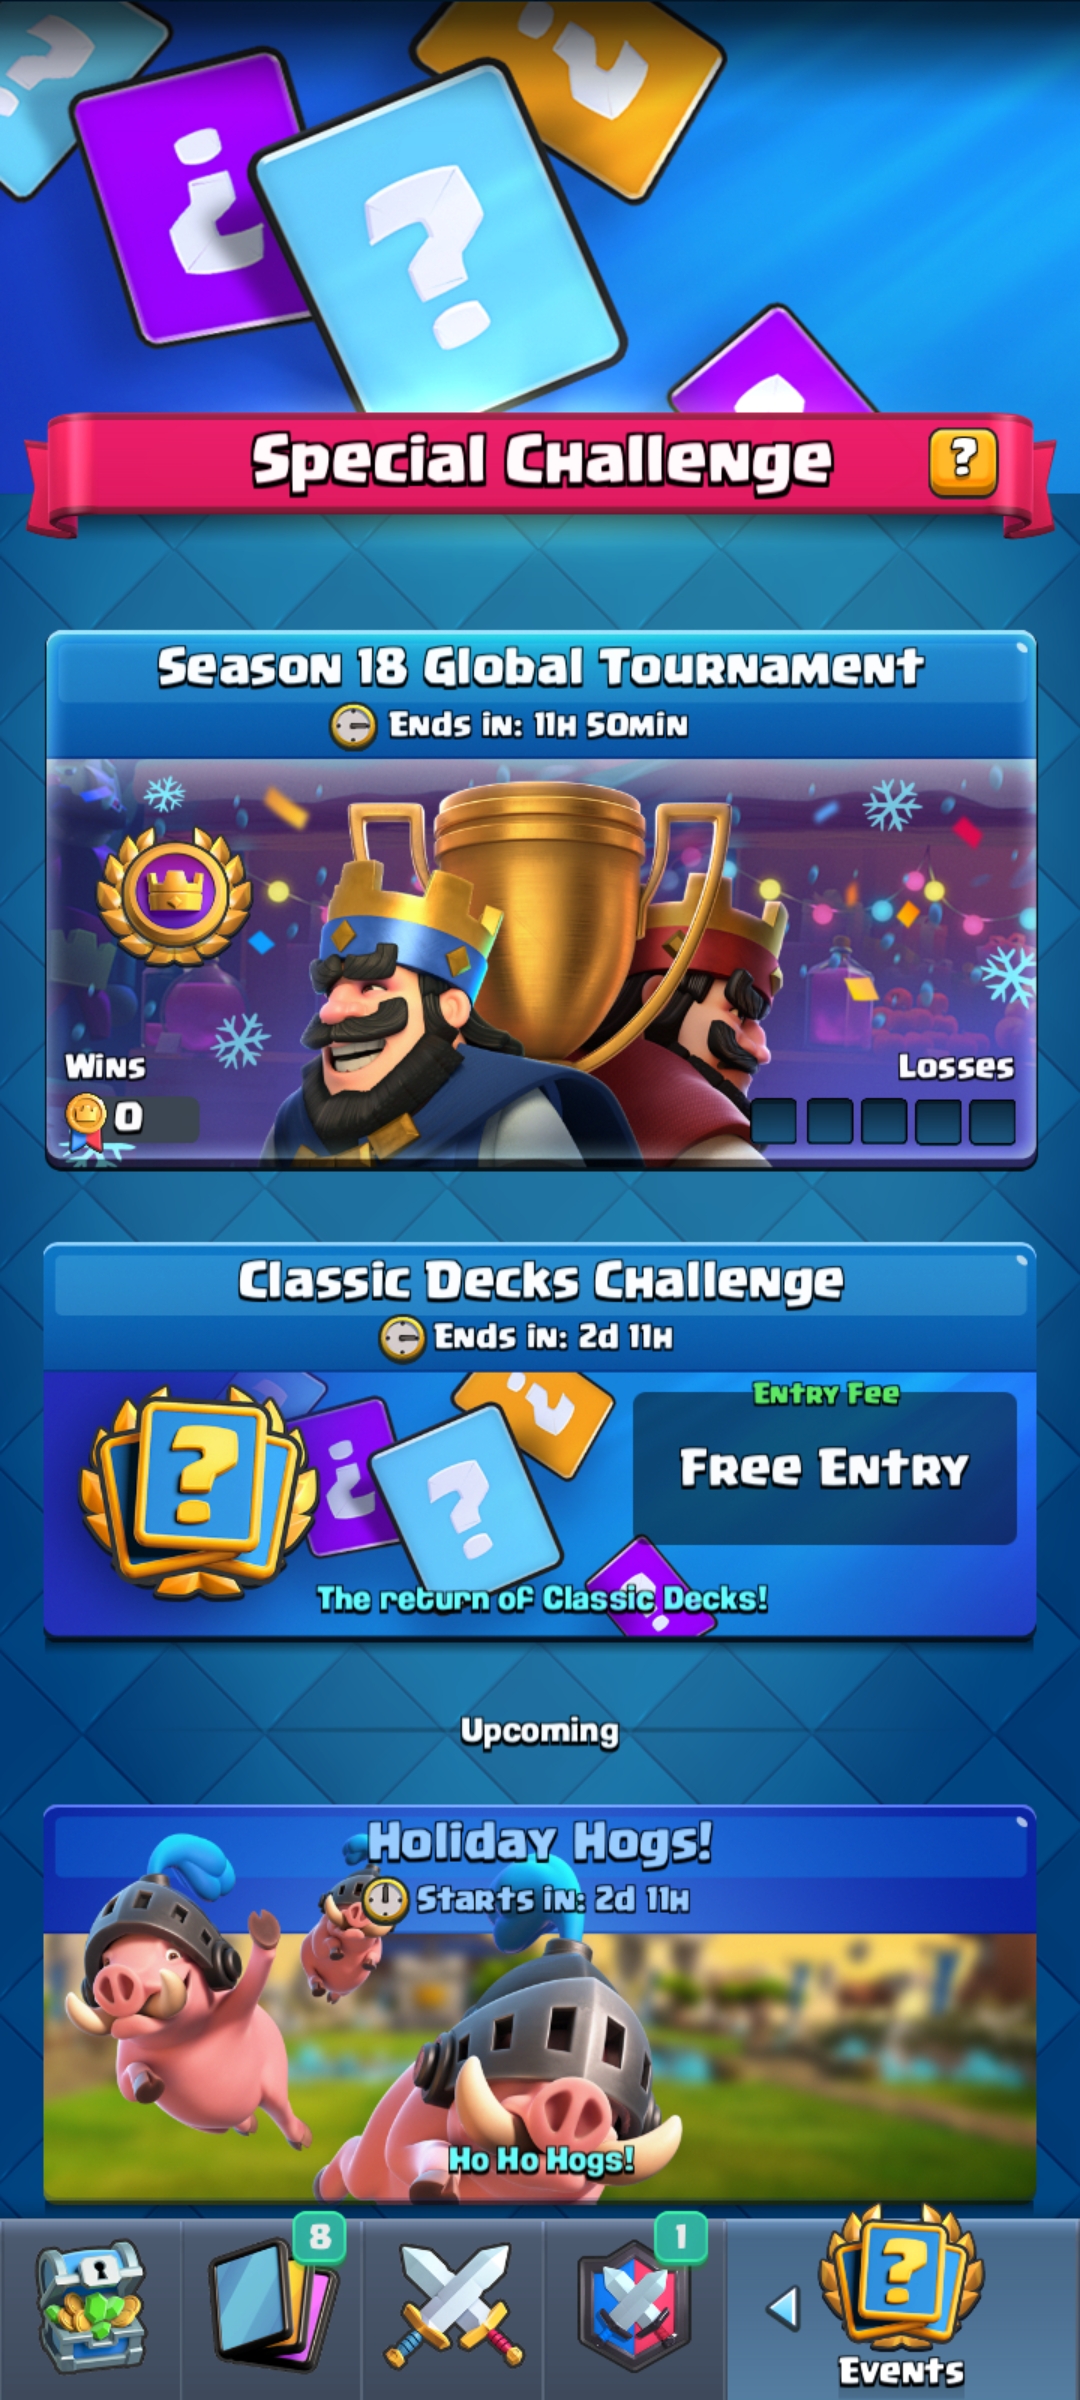 Special Challenge
?
Season 18 Global Tournament
Ends in: 11h 50min
Wins
Losses
0
Classic Decks Challenge
Ends in: 2d 11h
Entry Fee
Free Entry
The return of Classic Decks!
Upcoming
Holiday Hogs!
Starts in: 2d 11h
Ho Ho Hogs!
8
1
Events